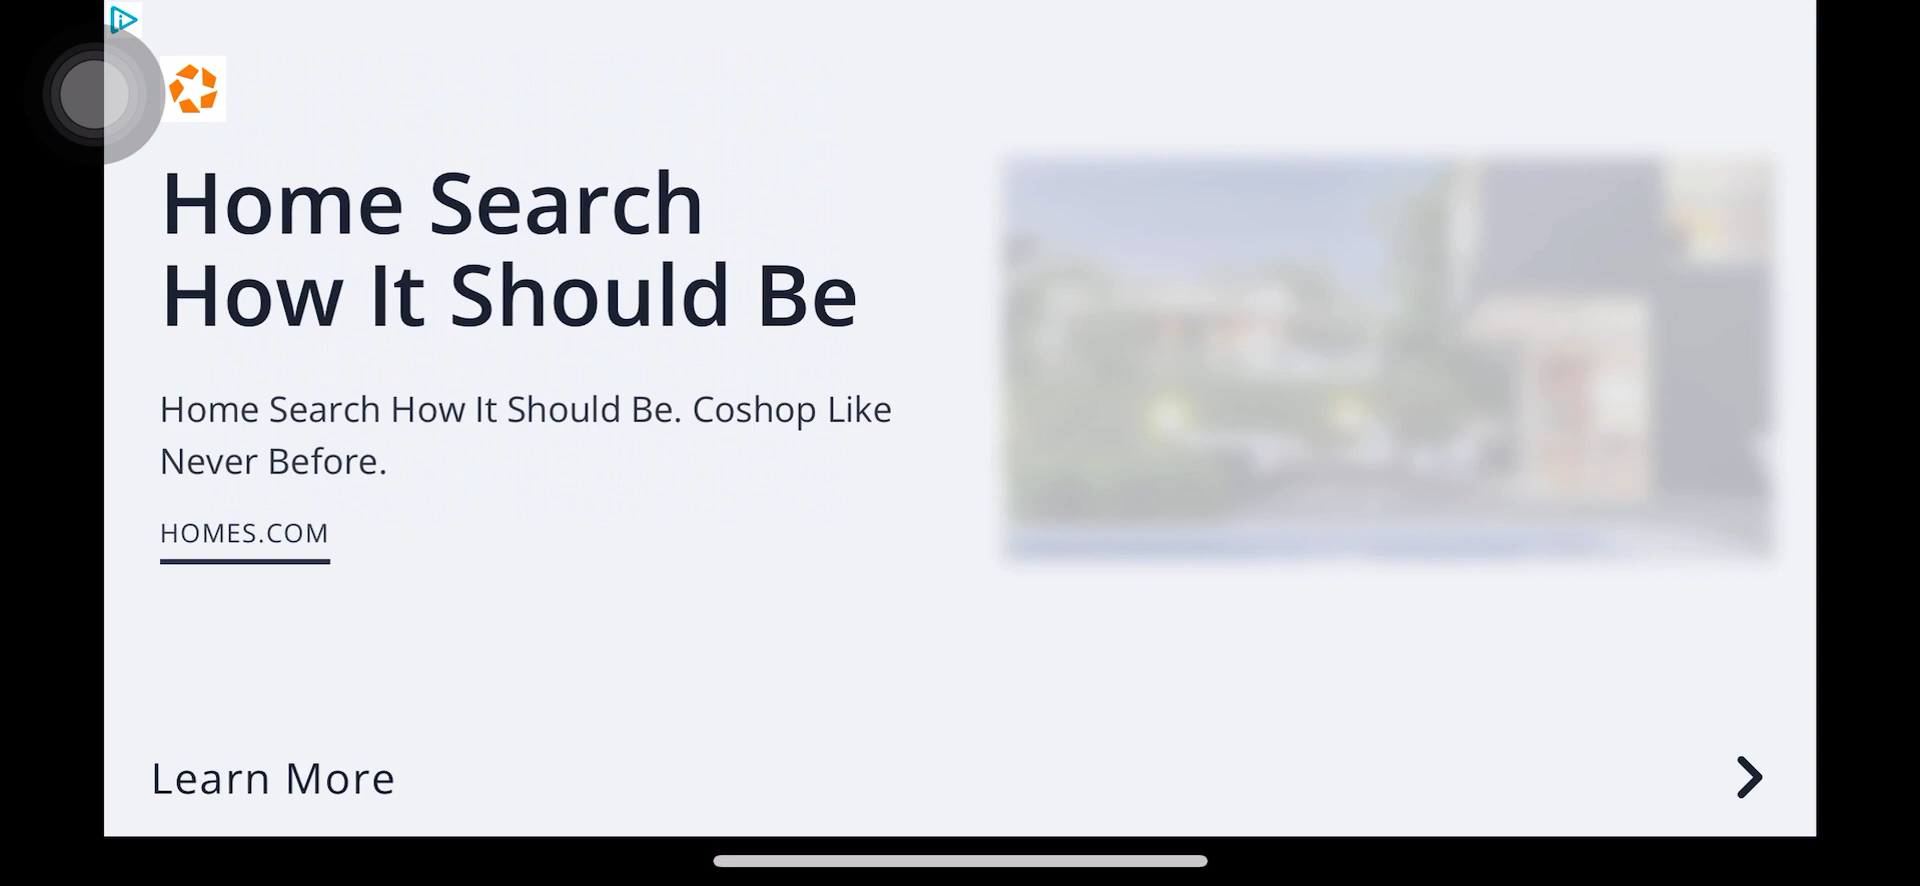 Home Search
How It Should Be
Home Search How It Should Be. Coshop Like
Never Before.
HOMES.COM
Learn More